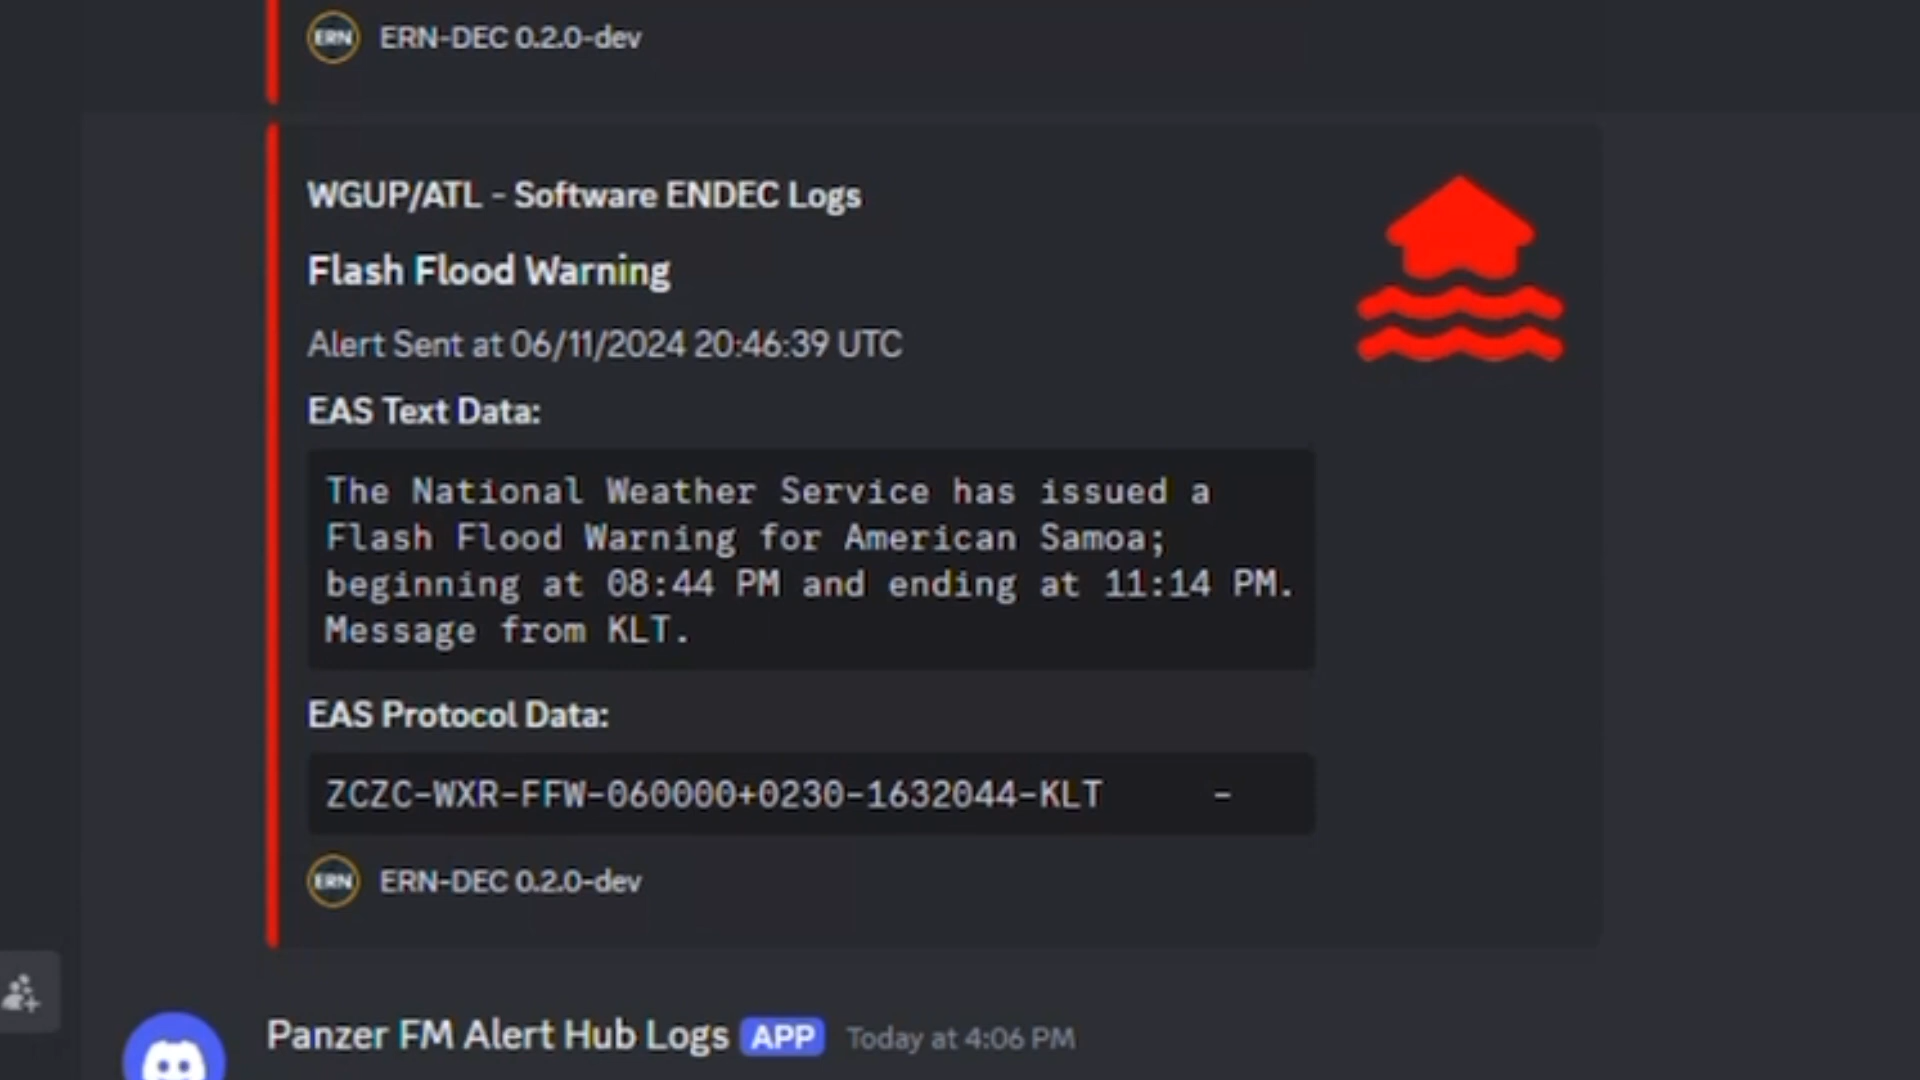 ERN ERN-DEC 0.2.0-dev
WGUP/ATL - Software ENDEC Logs
Flash Flood Warning
Alert Sent at 06/11/2024 20:46:39 UTC
EAS Text Data:
The National Weather Service has issued a
Flash Flood Warning for American Samoa;
beginning at 08:44 PM and ending at 11:14 PM.
Message from KLT.
EAS Protocol Data:
ZCZC-WXR-FFW-060000+0230-1632044-KLT     -
ERN ERN-DEC 0.2.0-dev
Panzer FM Alert Hub Logs APP Today at 4:06 PM